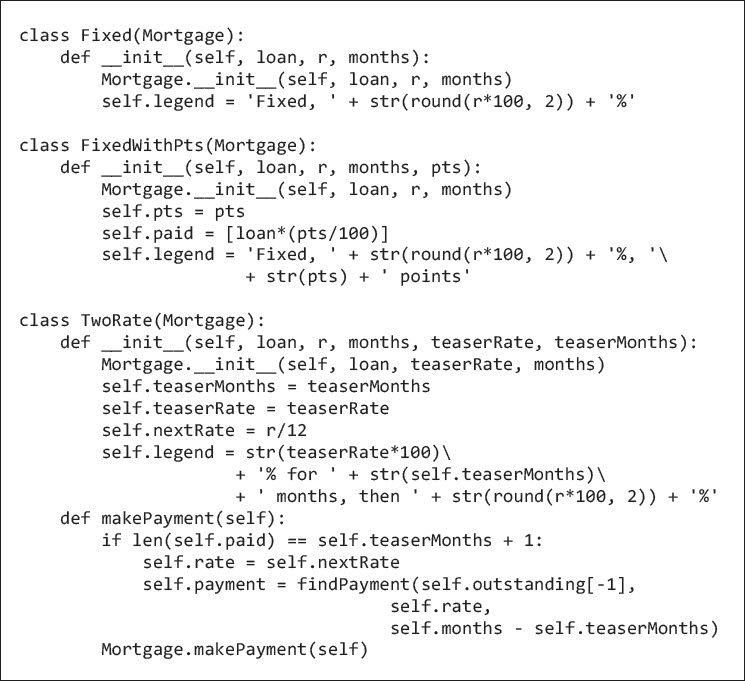 class Fixed(Mortgage):
    def __init__(self, loan, r, months):
        Mortgage.__init__(self, loan, r, months)
        self.legend = 'Fixed, ' + str(round(r*100, 2)) + '%'

class FixedWithPts(Mortgage):
    def __init__(self, loan, r, months, pts):
        Mortgage.__init__(self, loan, r, months)
        self.pts = pts
        self.paid = [loan*(pts/100)]
        self.legend = 'Fixed, ' + str(round(r*100, 2)) + '%, '\
                      + str(pts) + ' points'

class TwoRate(Mortgage):
    def __init__(self, loan, r, months, teaserRate, teaserMonths):
        Mortgage.__init__(self, loan, teaserRate, months)
        self.teaserMonths = teaserMonths
        self.teaserRate = teaserRate
        self.nextRate = r/12
        self.legend = str(teaserRate*100)\
                     + '% for ' + str(self.teaserMonths)\
                     + ' months, then ' + str(round(r*100, 2)) + '%'
    def makePayment(self):
        if len(self.paid) == self.teaserMonths + 1:
            self.rate = self.nextRate
            self.payment = findPayment(self.outstanding[-1],
                                    self.rate,
                                    self.months - self.teaserMonths)
        Mortgage.makePayment(self)